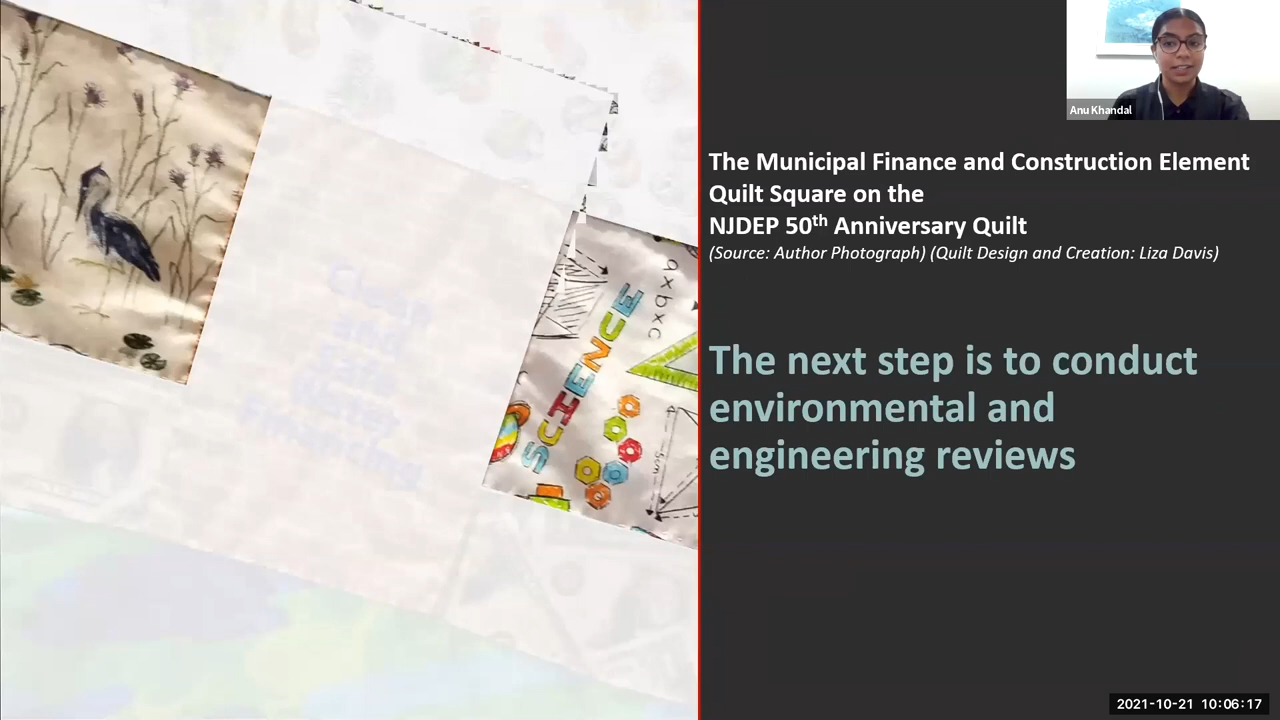 Anu Khandal
The Municipal Finance and Construction Element
Quilt Square on the
NJDEP 50th Anniversary Quilt
(Source: Author Photograph) (Quilt Design and Creation: Liza Davis)
The next step is to conduct
environmental and
engineering reviews
SCIENCE
axbxc
2021-10-21 10:06:17